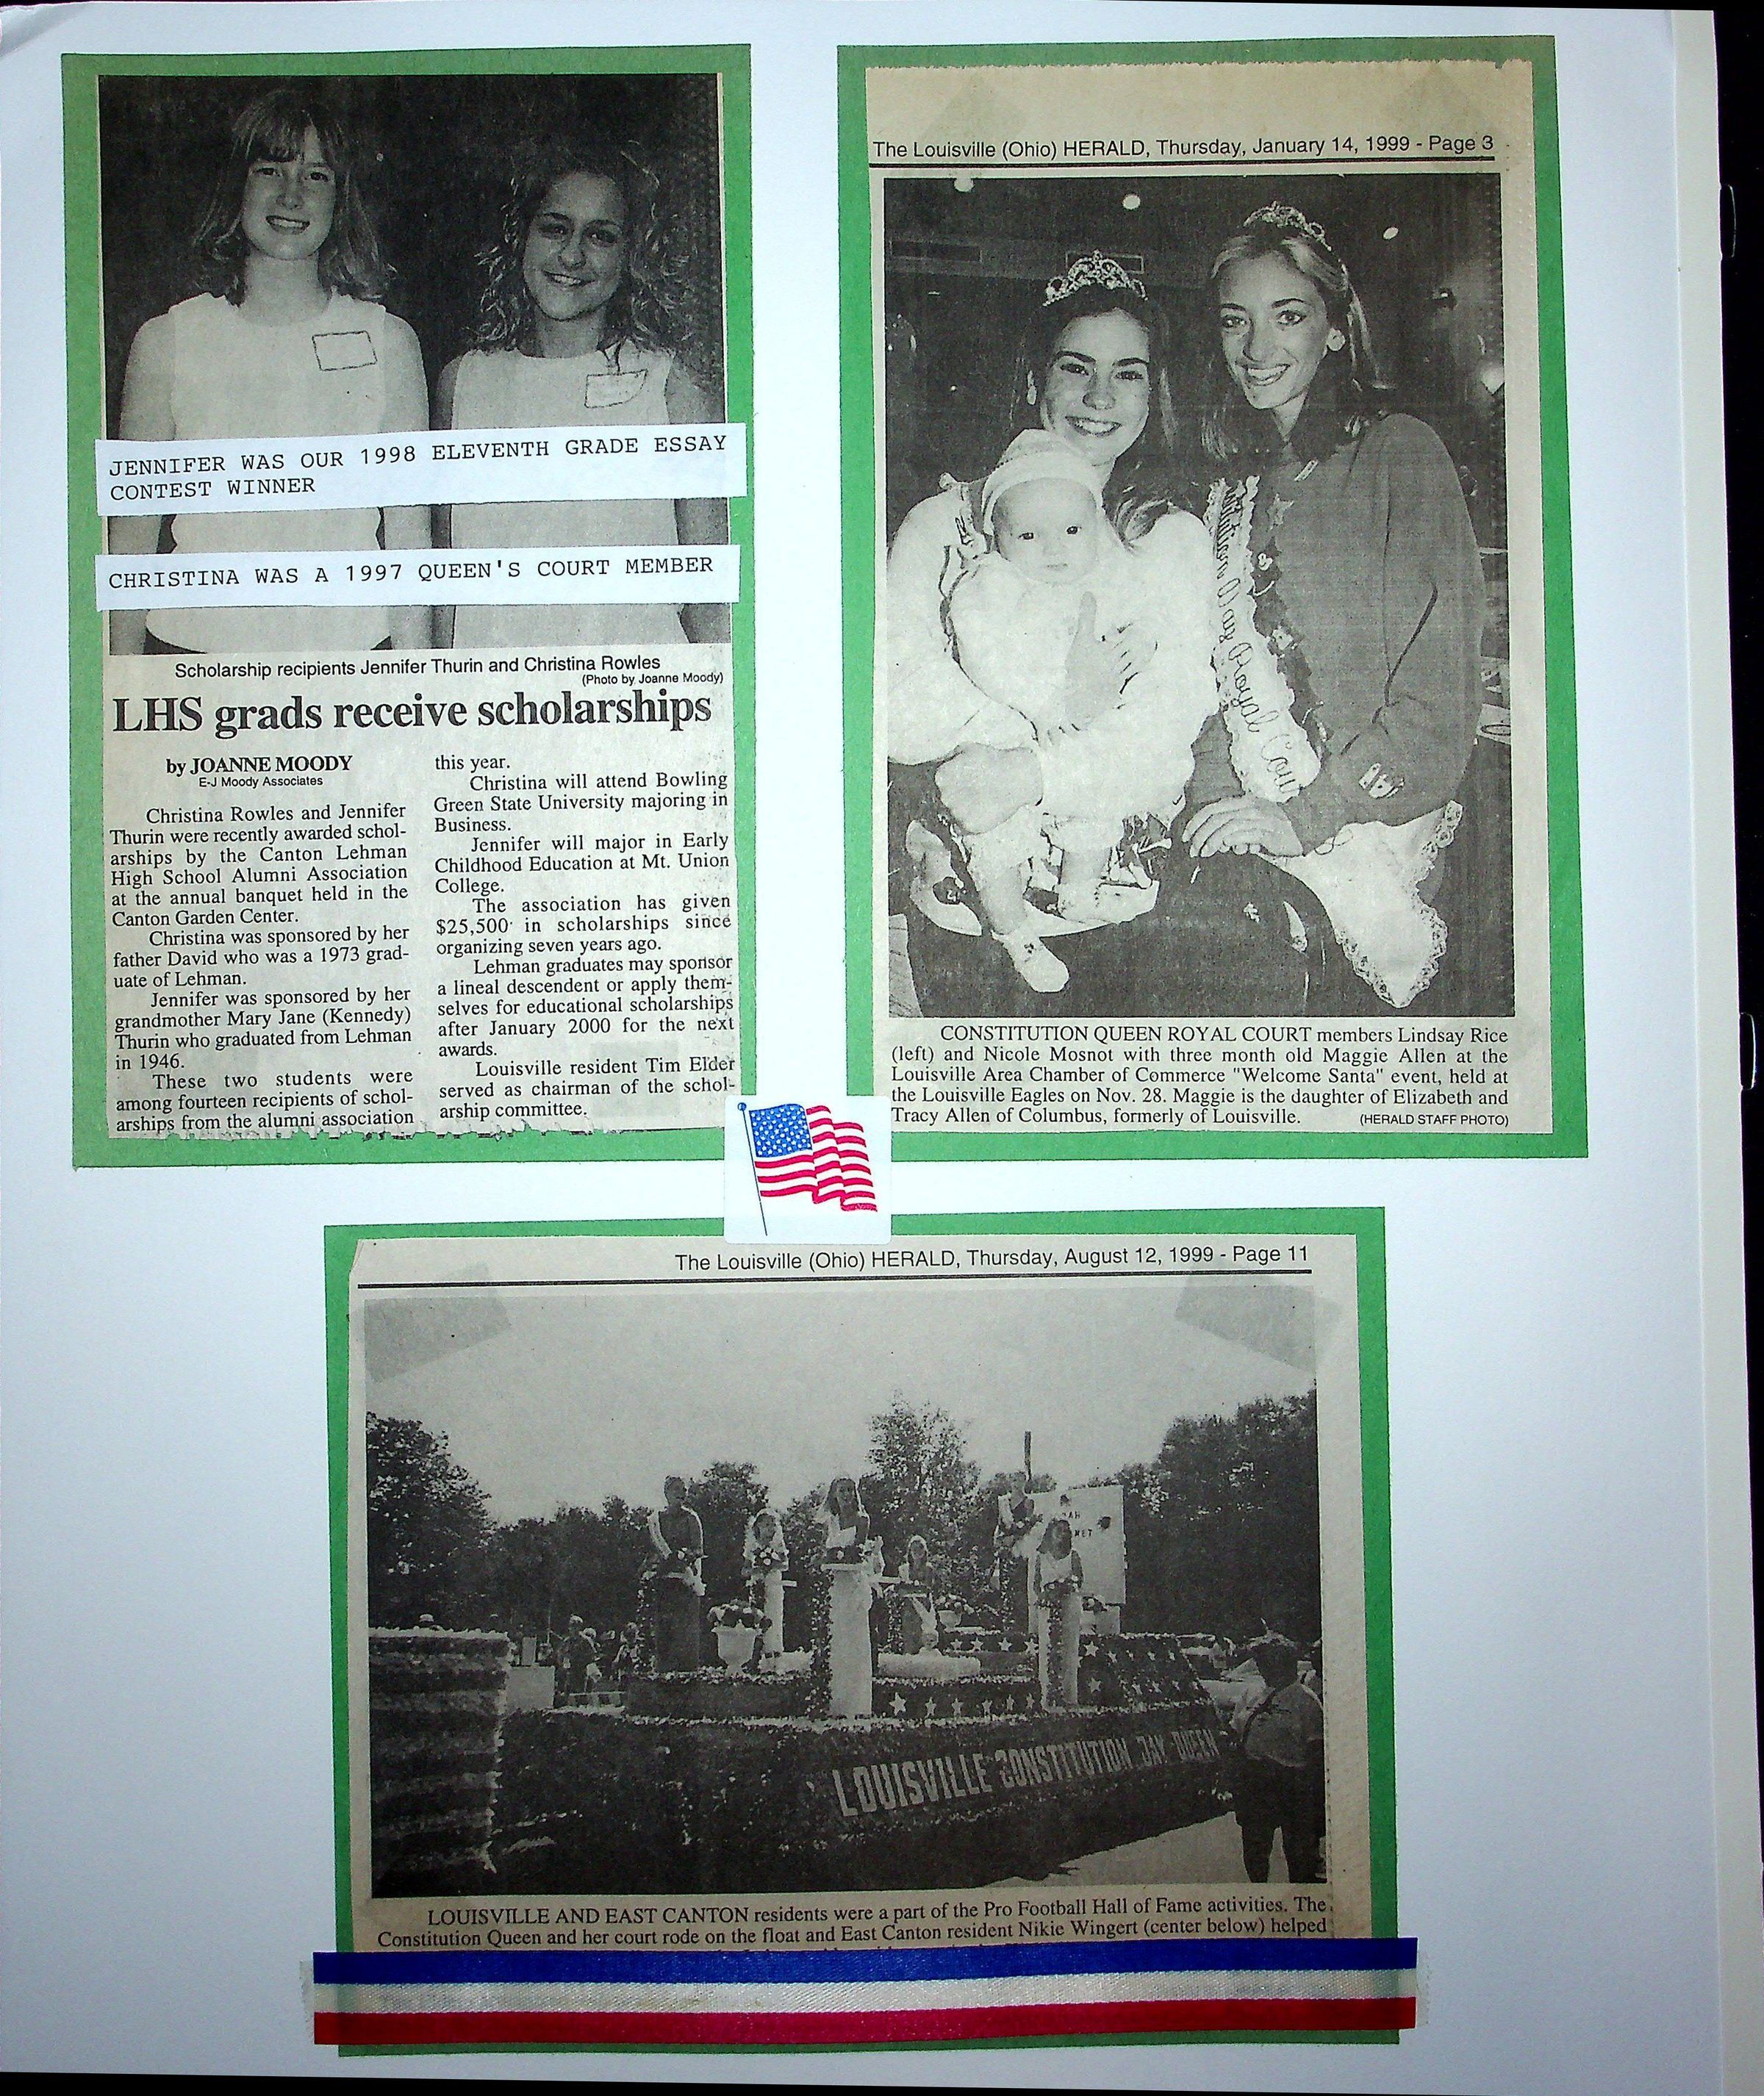 JENNIFER WAS OUR 1998 ELEVENTH GRADE ESSAY
CONTEST WINNER
CHRISTINA WAS A 1997 QUEEN'S COURT MEMBER
Scholarship recipients Jennifer Thurin and Christina Rowles
(Photo by Joanne Moody)
LHS grads receive scholarships
by JOANNE MOODY
E-J Moody Associates
Christina Rowles and Jennifer
Thurin were recently awarded schol-
arships by the Canton Lehman
High School Alumni Association
at the annual banquet held in the
Canton Garden Center.
Christina was sponsored by her
father David who was a 1973 grad-
uate of Lehman.
Jennifer was sponsored by her
grandmother Mary Jane (Kennedy)
Thurin who graduated from Lehman
in 1946.
These two students were
among fourteen recipients of schol-
arships from the alumni association
this year.
Christina will attend Bowling
Green State University majoring in
Business.
Jennifer will major in Early
Childhood Education at Mt. Union
College.
The association has given
$25,500 in scholarships since
organizing seven years ago.
Lehman graduates may sponsor
a lineal descendent or apply them-
selves for educational scholarships
after January 2000 for the next
awards.
Louisville resident Tim Elder
served as chairman of the schol-
arship committee.
The Louisville (Ohio) HERALD, Thursday, January 14, 1999 - Page 3
Constitution Day Royal Cou
CONSTITUTION QUEEN ROYAL COURT members Lindsay Rice
(left) and Nicole Mosnot with three month old Maggie Allen at the
Louisville Area Chamber of Commerce "Welcome Santa" event, held at
the Louisville Eagles on Nov. 28. Maggie is the daughter of Elizabeth and
Tracy Allen of Columbus, formerly of Louisville.
(HERALD STAFF PHOTO)
The Louisville (Ohio) HERALD, Thursday, August 12, 1999 - Page 11
LOUISVILLE CONSTITUTION DAY QUEEN
LOUISVILLE AND EAST CANTON residents were a part of the Pro Football Hall of Fame activities. The
Constitution Queen and her court rode on the float and East Canton resident Nikie Wingert (center below) helped